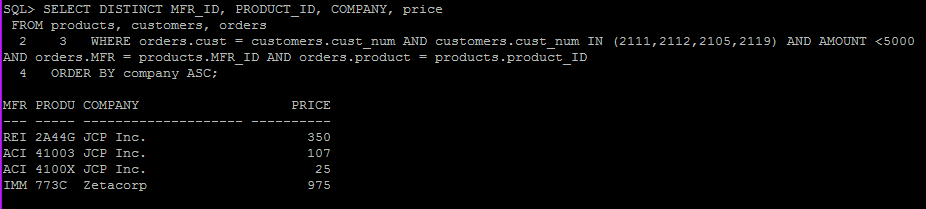 SQL> SELECT DISTINCT MFR_ID, PRODUCT_ID, COMPANY, price
FROM products, customers, orders
2 3 WHERE orders.cust = customers.cust_num AND customers.cust_num IN (2111,2112,2105,2119) AND AMOUNT <5000
AND orders.MFR = products.MFR_ID AND orders.product = products.product_ID
4 ORDER BY company ASC;
MFR PRODU COMPANY PRICE
--- ----- -------------------- ----------
REI 2A44G JCP Inc. 350
ACI 41003 JCP Inc. 107
ACI 4100X JCP Inc. 25
IMM 773C Zetacorp 975